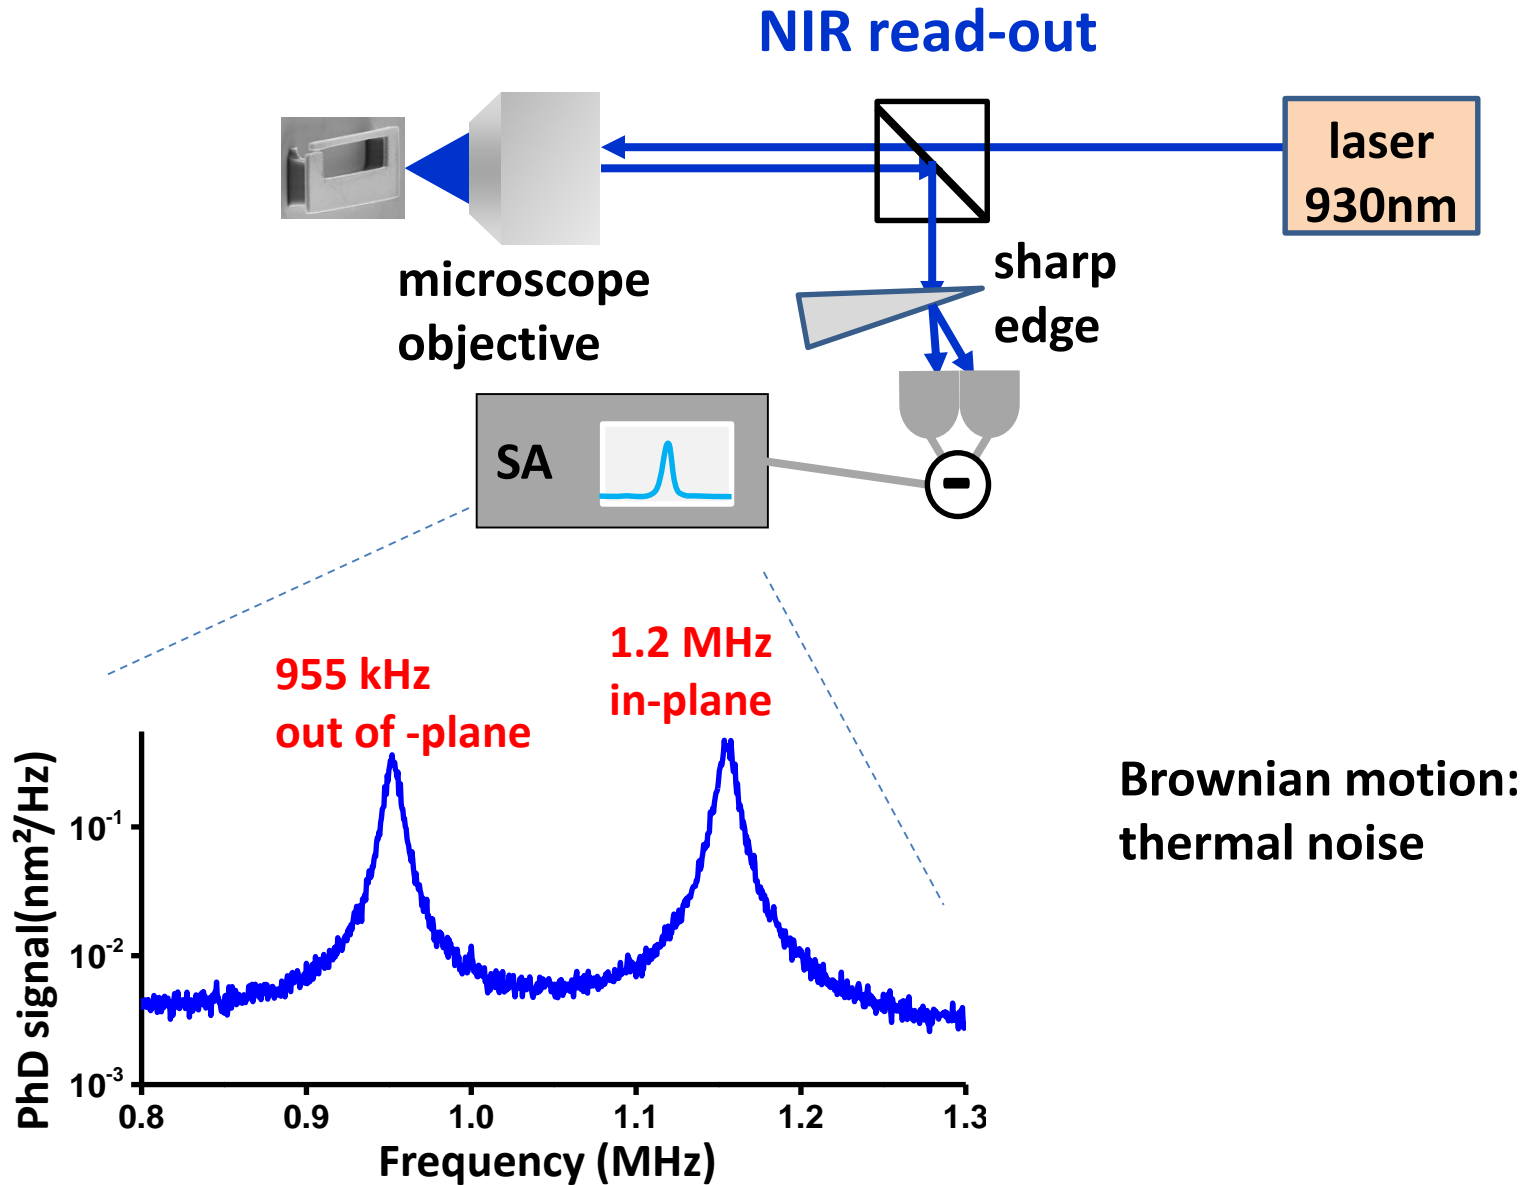 NIR read-out
laser
930nm
sharp
edge
microscope
objective
SA
-
955 kHz
out of -plane
1.2 MHz
in-plane
Brownian motion:
thermal noise
PhD signal(nm²/Hz)
10⁻¹
10⁻²
10⁻³
0.8
0.9
1.0
1.1
1.2
1.3
Frequency (MHz)